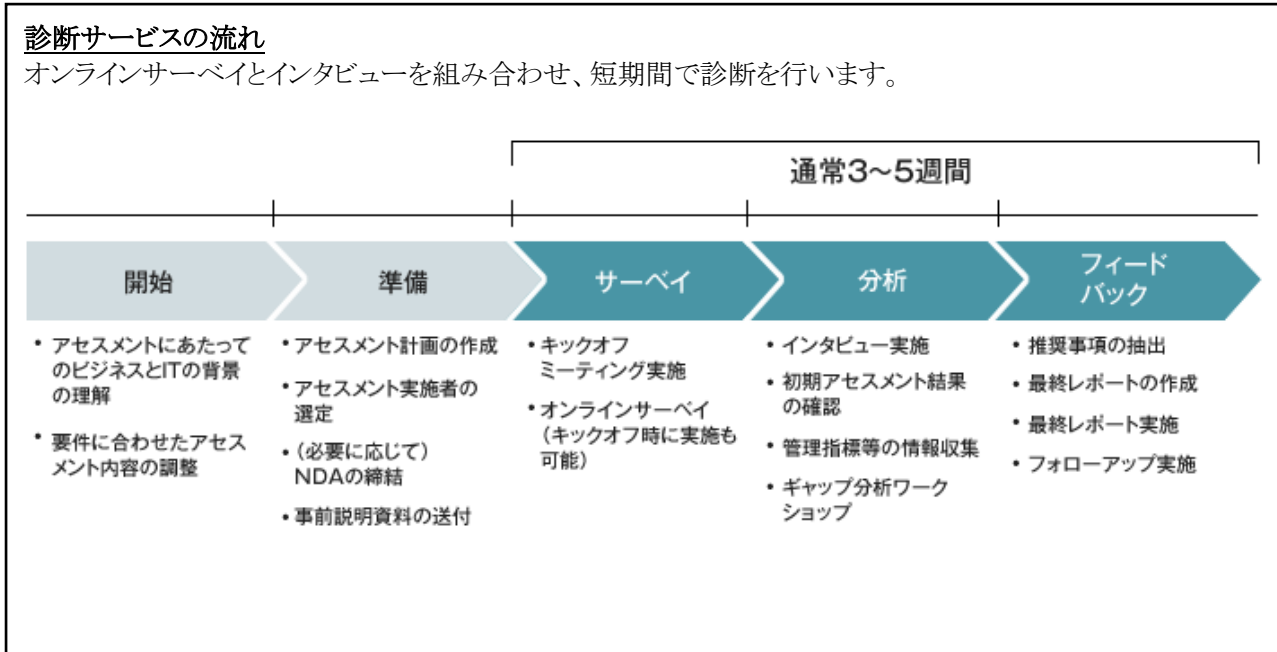 診断サービスの流れ
オンラインサーベイとインタビューを組み合わせ、短期間で診断を行います。
通常3～5週間
開始
準備
サーベイ
分析
フィード
バック
• アセスメントにあたって
のビジネスとITの背景
の理解
• 要件に合わせたアセス
メント内容の調整
• アセスメント計画の作成
• アセスメント実施者の
選定
• （必要に応じて）
NDAの締結
• 事前説明資料の送付
• キックオフ
ミーティング実施
• オンラインサーベイ
（キックオフ時に実施も
可能）
• インタビュー実施
• 初期アセスメント結果
の確認
• 管理指標等の情報収集
• ギャップ分析ワーク
ショップ
• 推奨事項の抽出
• 最終レポートの作成
• 最終レポート実施
• フォローアップ実施